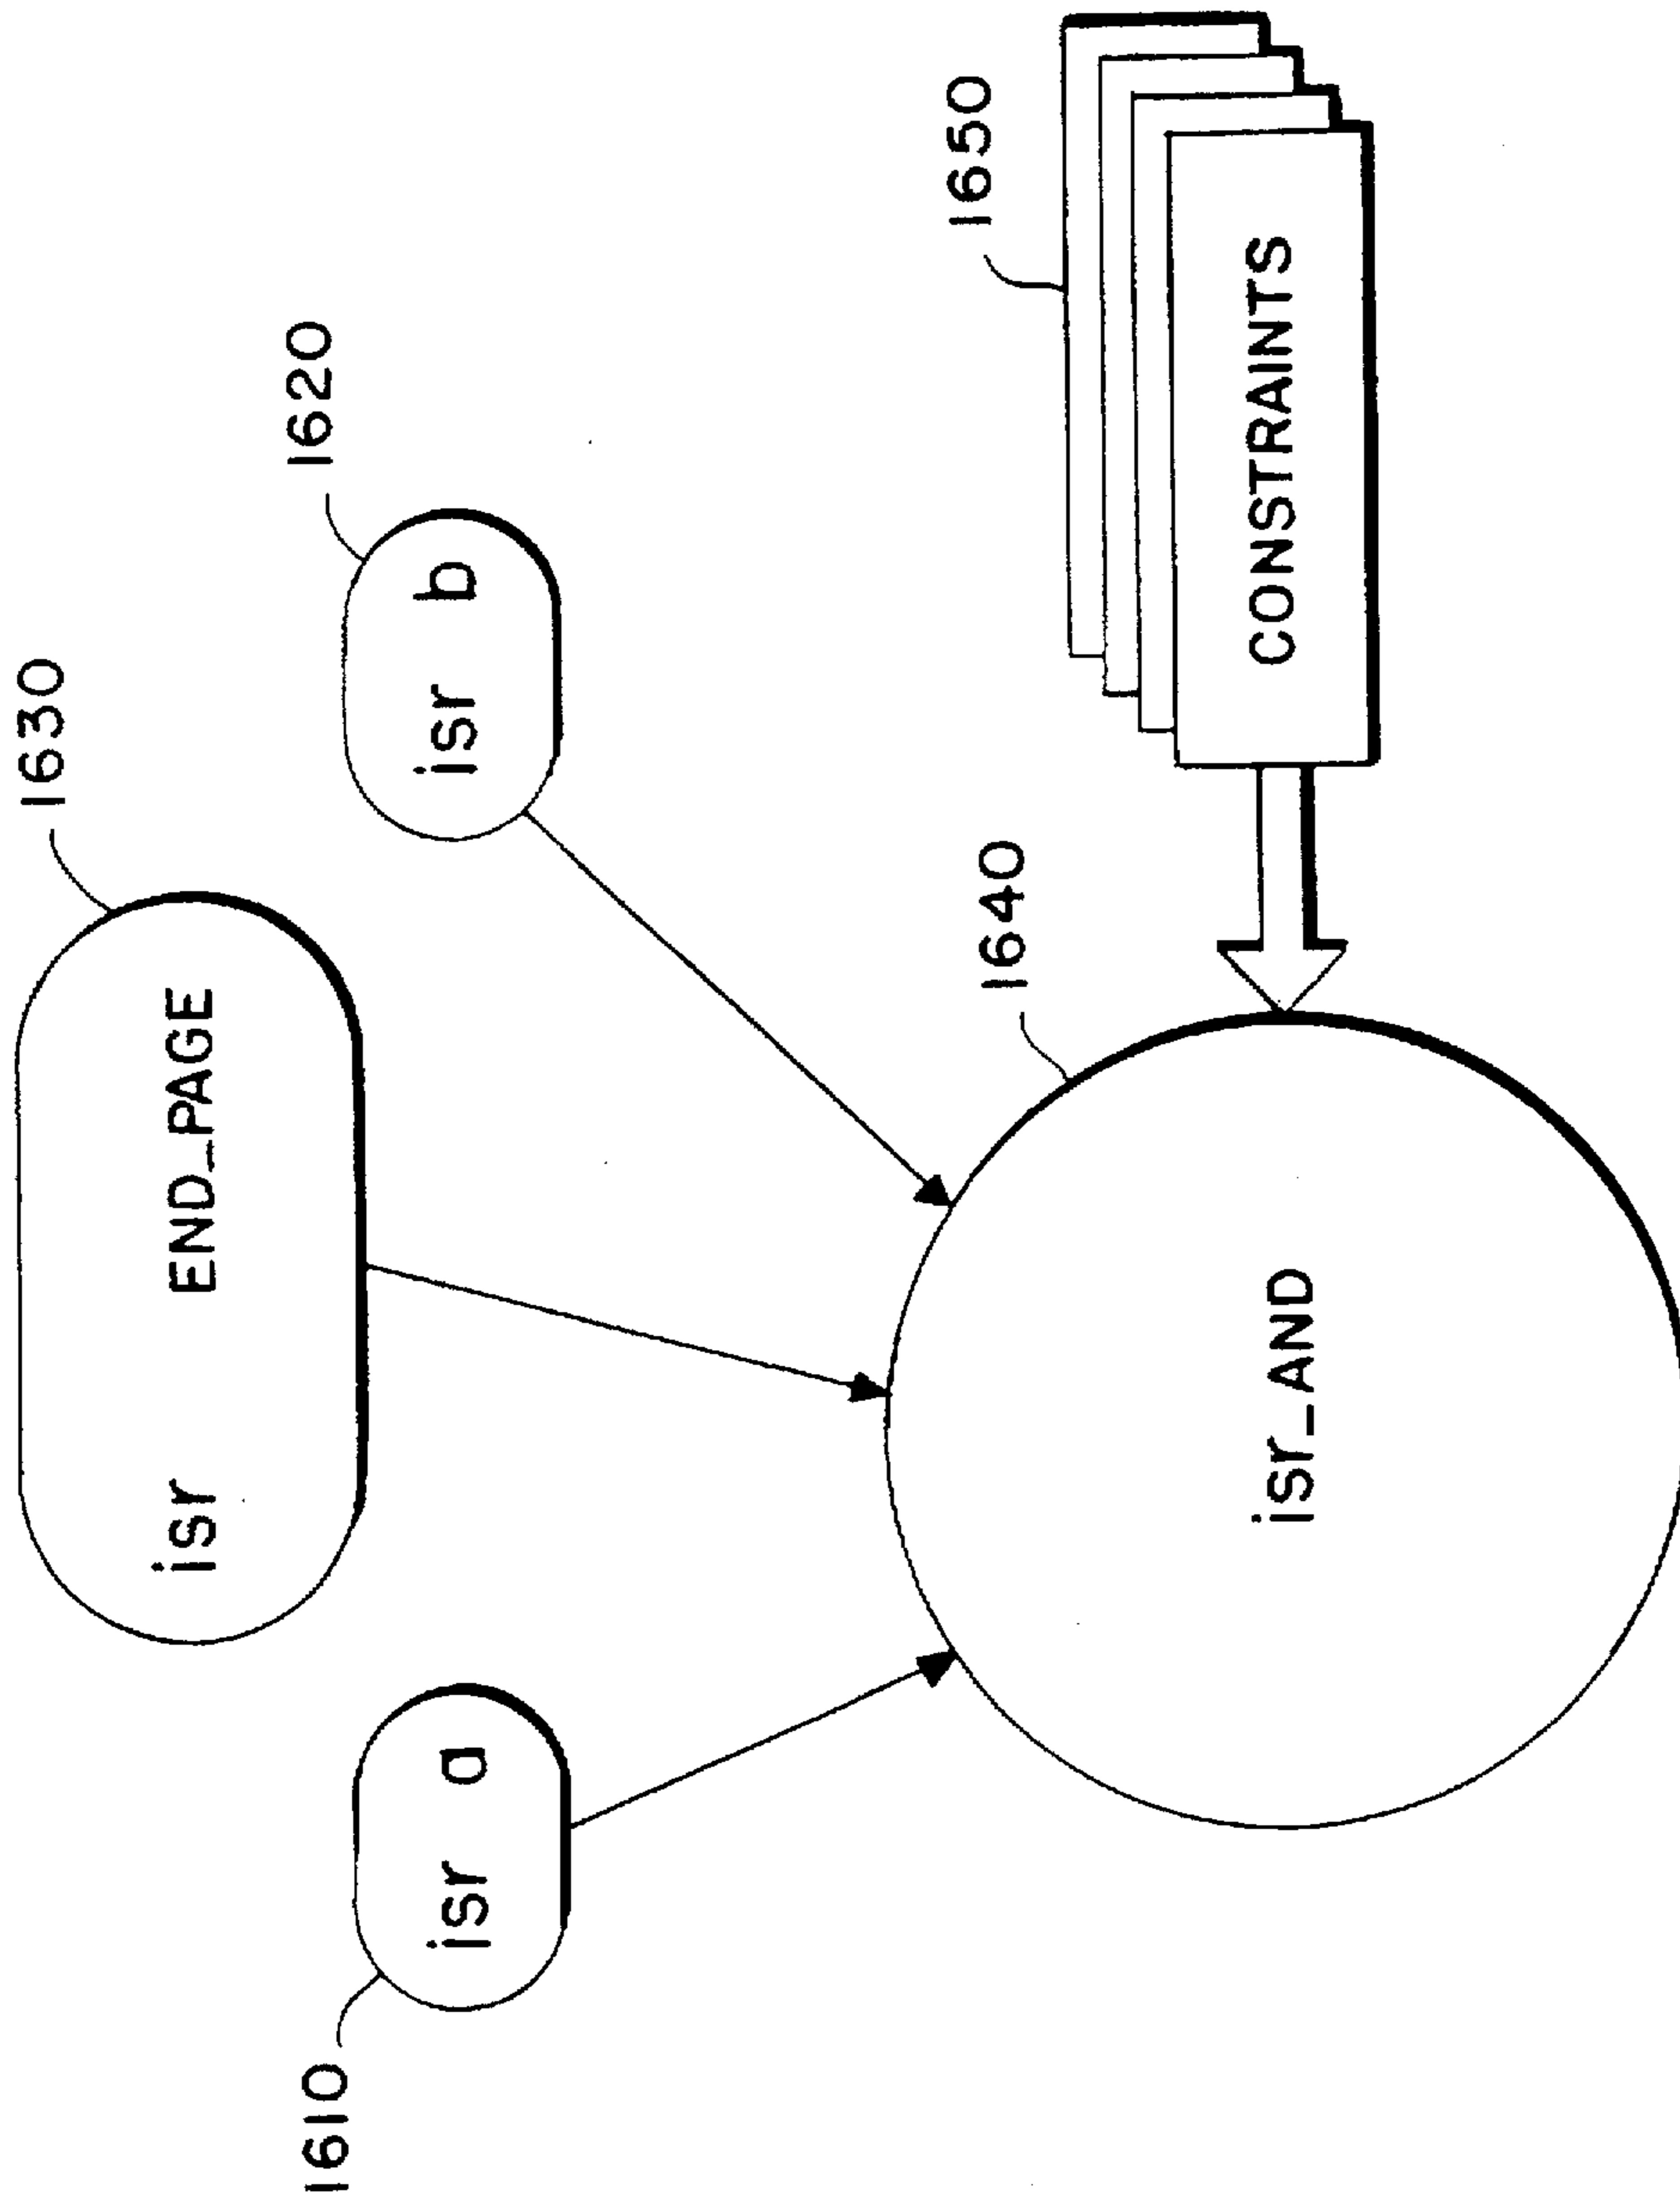 1630
isr END_PAGE
1620
isr b
1610
isr a
1640
isr_AND
1650
CONSTRAINTS